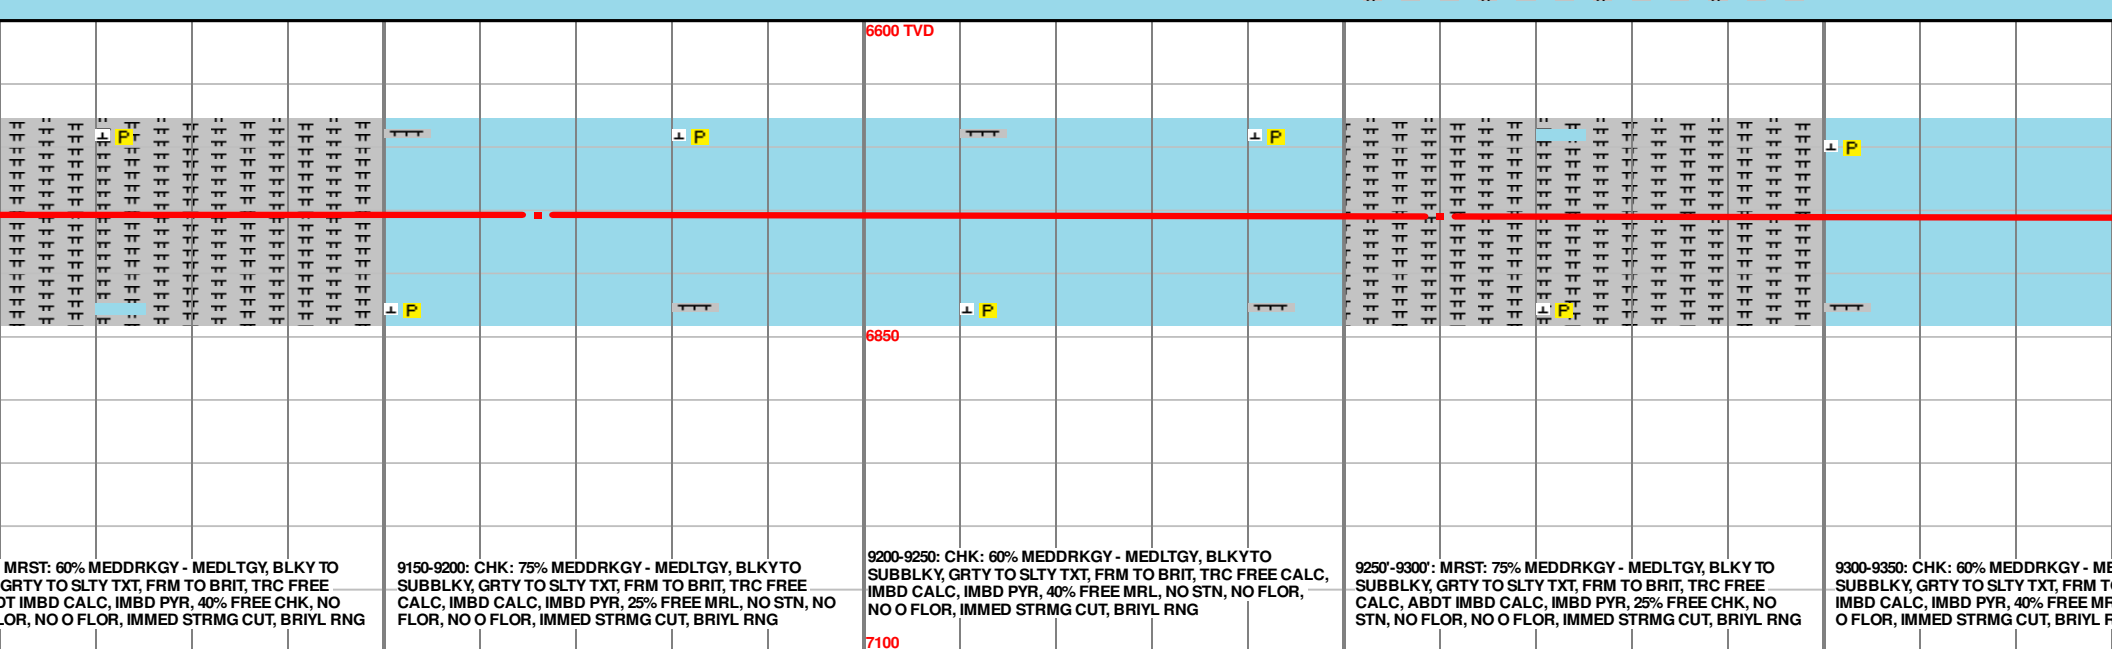 6600 TVD
P
P
P
P
P
P
P
6850
MRST: 60% MEDDRKGY - MEDLTGY, BLKY TO
GRTY TO SLTY TXT, FRM TO BRIT, TRC FREE
IMBD CALC, IMBD PYR, 40% FREE CHK, NO
NO O FLOR, IMMED STRMG CUT, BRIYL RNG
9150-9200: CHK: 75% MEDDRKGY - MEDLTGY, BLKY TO
SUBBLKY, GRTY TO SLTY TXT, FRM TO BRIT, TRC FREE
CALC, IMBD CALC, IMBD PYR, 25% FREE MRL, NO STN, NO
FLOR, NO O FLOR, IMMED STRMG CUT, BRIYL RNG
9200-9250: CHK: 60% MEDDRKGY - MEDLTGY, BLKY TO
SUBBLKY, GRTY TO SLTY TXT, FRM TO BRIT, TRC FREE CALC,
IMBD CALC, IMBD PYR, 40% FREE MRL, NO STN, NO FLOR,
NO O FLOR, IMMED STRMG CUT, BRIYL RNG
9250'-9300': MRST: 75% MEDDRKGY - MEDLTGY, BLKY TO
SUBBLKY, GRTY TO SLTY TXT, FRM TO BRIT, TRC FREE
CALC, ABDT IMBD CALC, IMBD PYR, 25% FREE CHK, NO
STN, NO FLOR, NO O FLOR, IMMED STRMG CUT, BRIYL RNG
9300-9350: CHK: 60% MEDDRKGY - ME
SUBBLKY, GRTY TO SLTY TXT, FRM T
IMBD CALC, IMBD PYR, 40% FREE MR
O FLOR, IMMED STRMG CUT, BRIYL R
7100